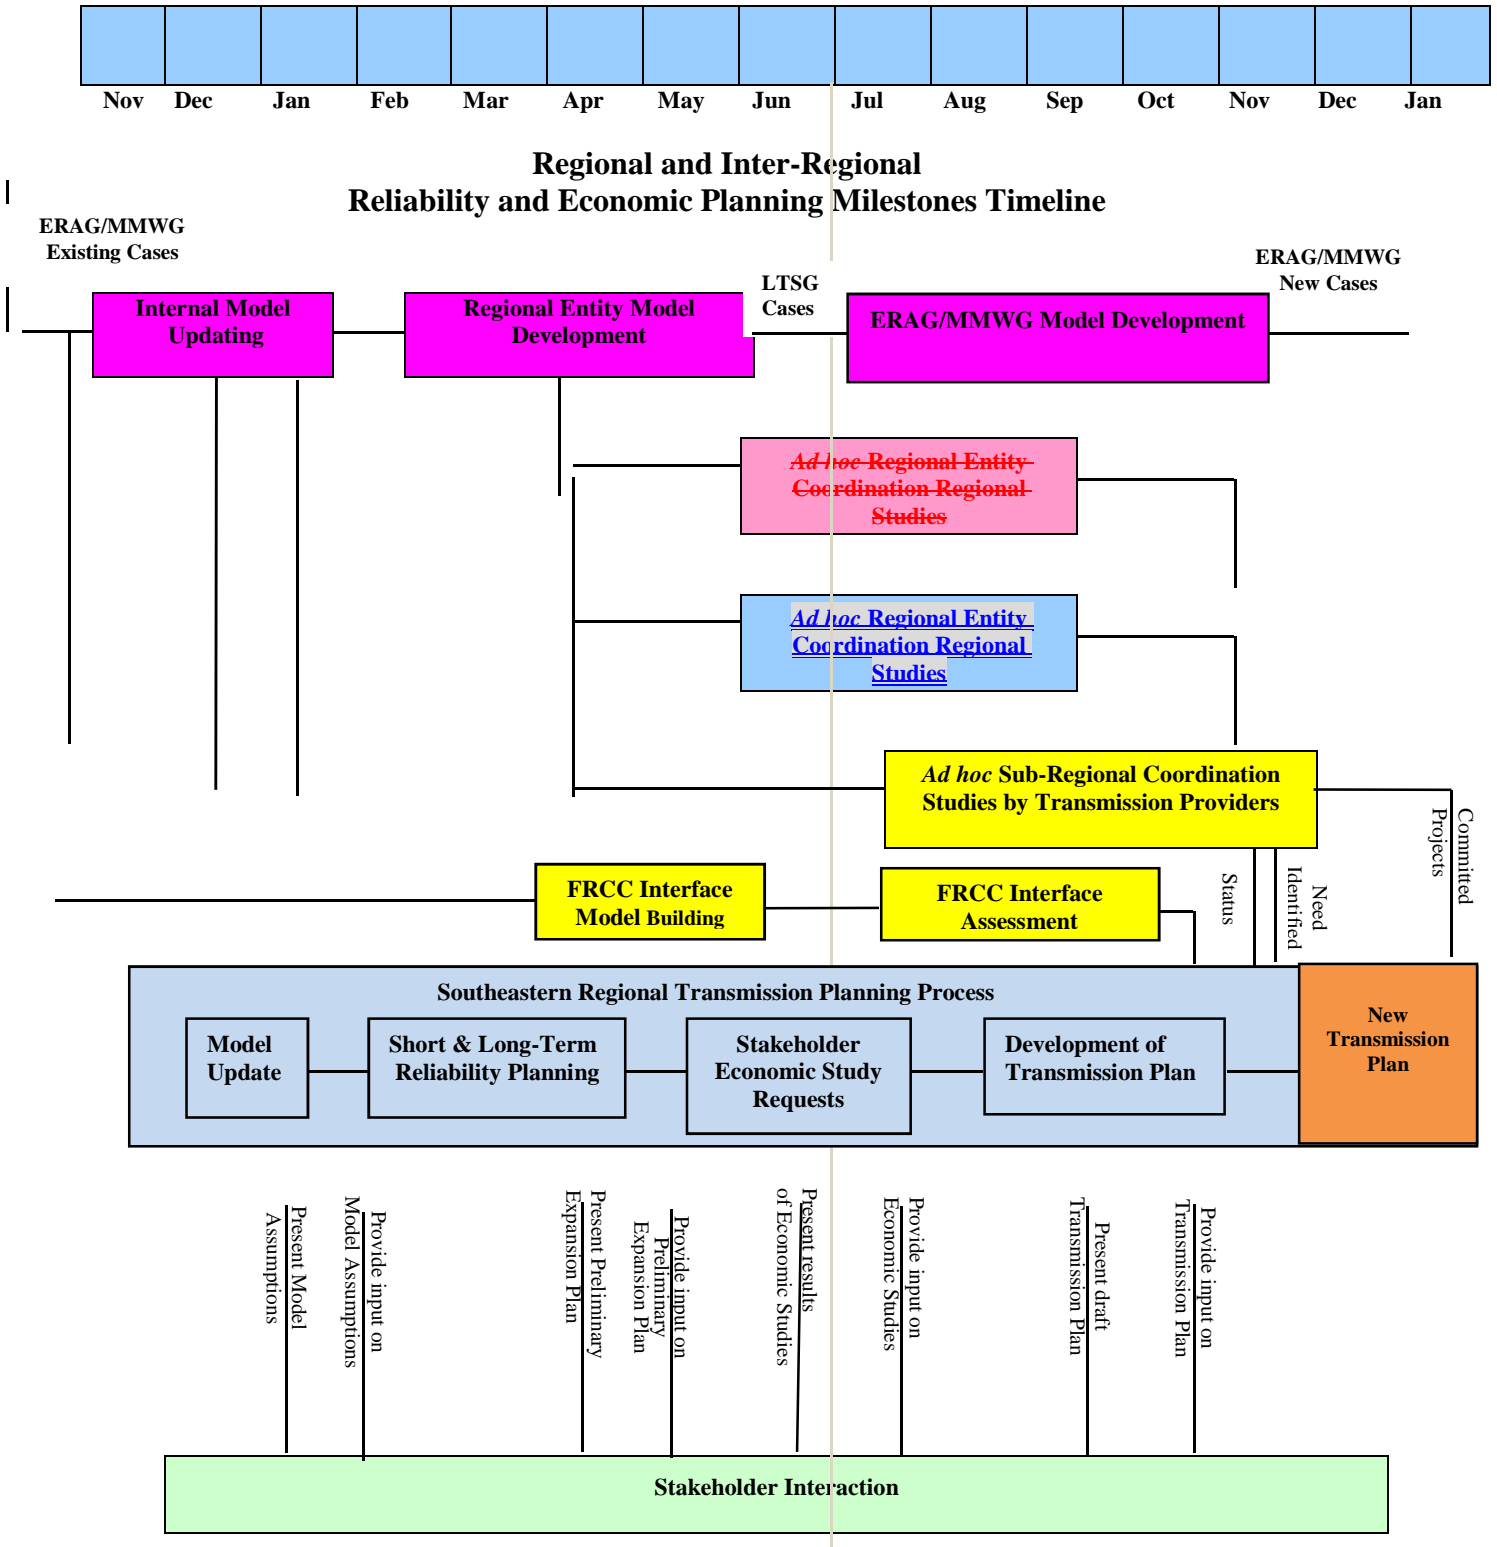 Nov Dec Jan Feb Mar Apr May Jun Jul Aug Sep Oct Nov Dec Jan
Regional and Inter-Regional
Reliability and Economic Planning Milestones Timeline
ERAG/MMWG
Existing Cases
LTSG
Cases
ERAG/MMWG
New Cases
Internal Model
Updating
Regional Entity Model
Development
ERAG/MMWG Model Development
Ad hoc Regional Entity
Coordination Regional
Studies
Ad hoc Regional Entity
Coordination Regional
Studies
Ad hoc Sub-Regional Coordination
Studies by Transmission Providers
Committed
Projects
FRCC Interface
Model Building
FRCC Interface
Assessment
Status
Need
Identified
Southeastern Regional Transmission Planning Process
Model
Update
Short & Long-Term
Reliability Planning
Stakeholder
Economic Study
Requests
Development of
Transmission Plan
New
Transmission
Plan
Present Model
Assumptions
Provide input on
Model Assumptions
Present Preliminary
Expansion Plan
Provide input on
Preliminary
Expansion Plan
Present results
of Economic Studies
Provide input on
Economic Studies
Present draft
Transmission Plan
Provide input on
Transmission Plan
Stakeholder Interaction